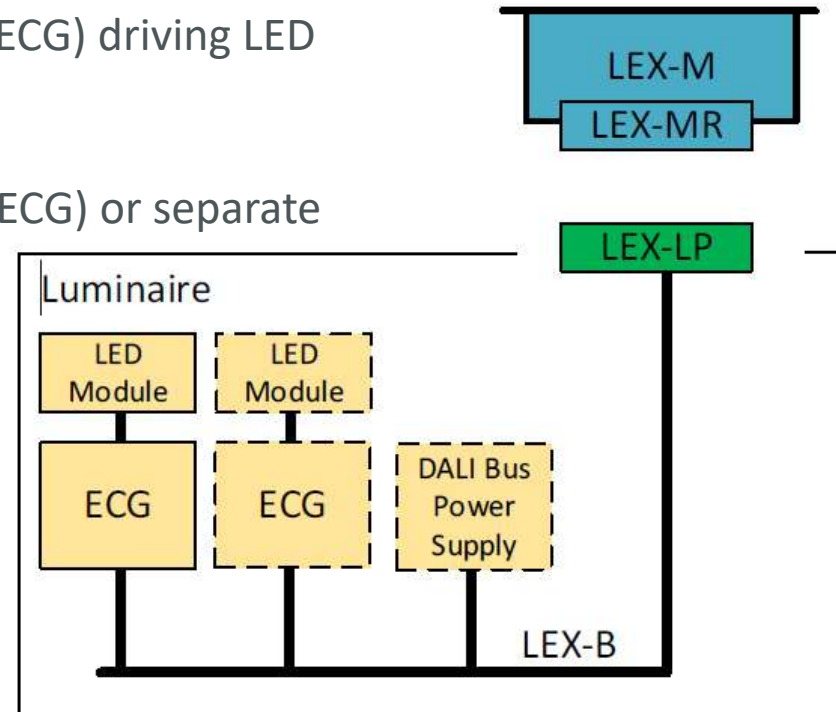 ECG) driving LED
LEX-M
LEX-MR
ECG) or separate
LEX-LP
Luminaire
LED
Module
LED
Module
ECG
ECG
DALI Bus
Power
Supply
LEX-B